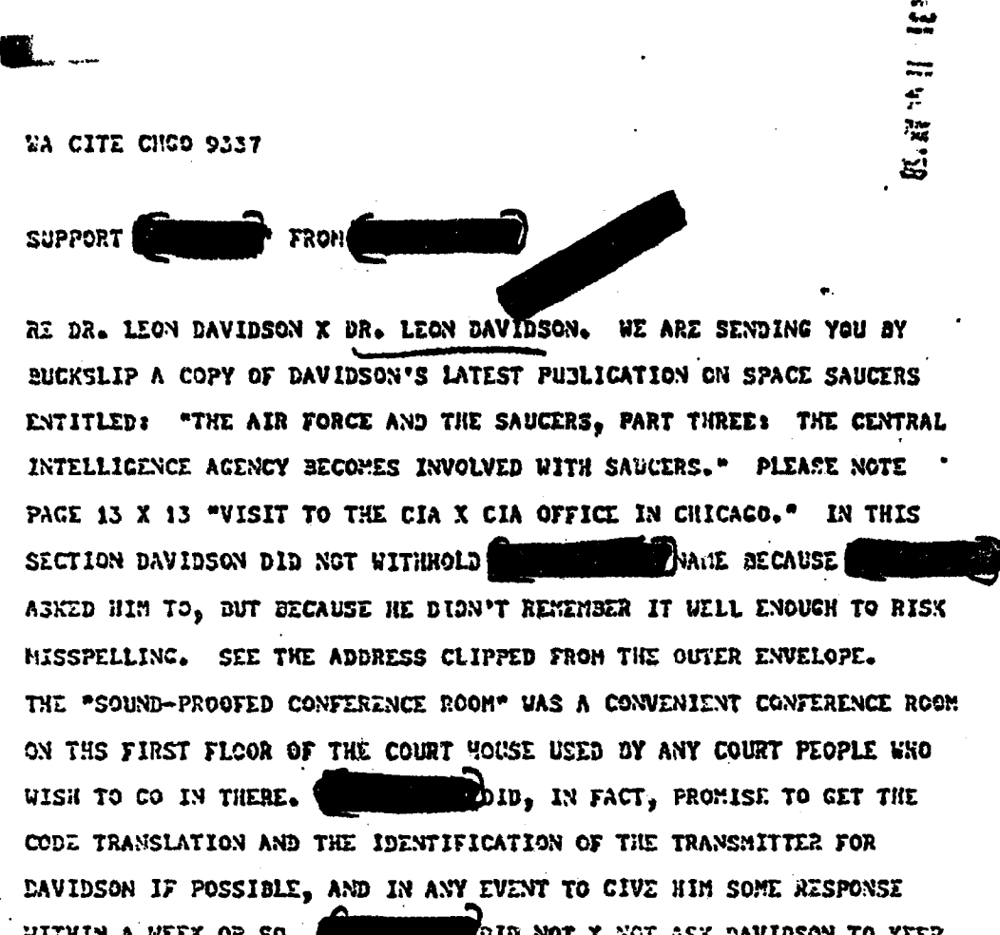 WA CITE CHGO 9337
SUPPORT FROM
RE DR. LEON DAVIDSON X DR. LEON DAVIDSON. WE ARE SENDING YOU BY
BUCKSLIP A COPY OF DAVIDSON'S LATEST PUBLICATION ON SPACE SAUCERS
ENTITLED: "THE AIR FORCE AND THE SAUCERS, PART THREE: THE CENTRAL
INTELLIGENCE AGENCY BECOMES INVOLVED WITH SAUCERS." PLEASE NOTE
PAGE 13 X 13 "VISIT TO THE CIA X CIA OFFICE IN CHICAGO." IN THIS
SECTION DAVIDSON DID NOT WITHHOLD NAME BECAUSE
ASKED HIM TO, BUT BECAUSE HE DIDN'T REMEMBER IT WELL ENOUGH TO RISK
MISSPELLING. SEE THE ADDRESS CLIPPED FROM THE OUTER ENVELOPE.
THE "SOUND-PROOFED CONFERENCE ROOM" WAS A CONVENIENT CONFERENCE ROOM
ON THS FIRST FLOOR OF THE COURT HOUSE USED BY ANY COURT PEOPLE WHO
WISH TO GO IN THERE. DID, IN FACT, PROMISE TO GET THE
CODE TRANSLATION AND THE IDENTIFICATION OF THE TRANSMITTER FOR
DAVIDSON IF POSSIBLE, AND IN ANY EVENT TO GIVE HIM SOME RESPONSE
WITHIN A WEEK OR SO. DID NOT X NOT ASK DAVIDSON TO KEEP